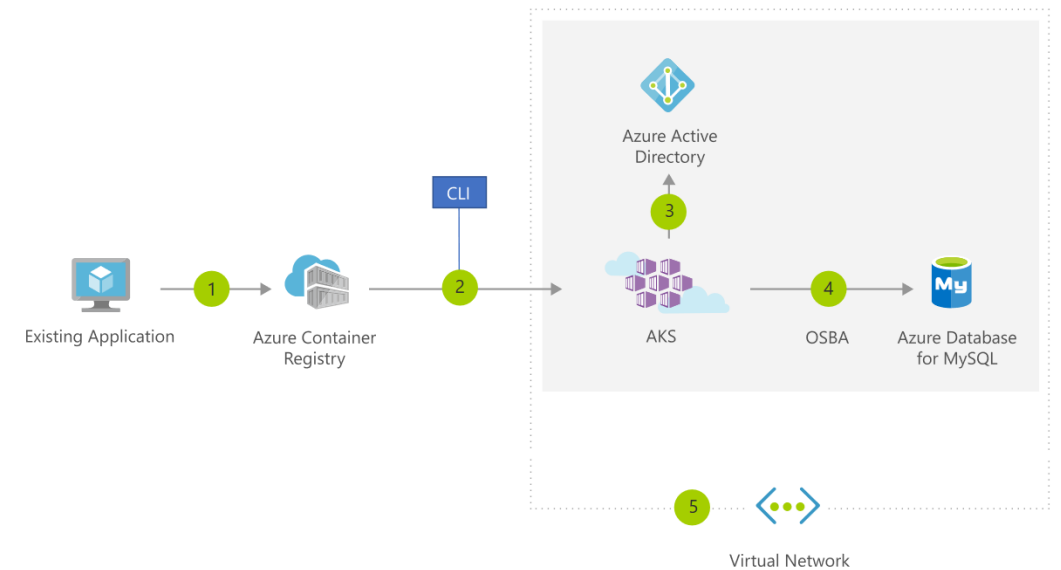 Azure Active
Directory
CLI
3
1
2
4
My
Existing Application
Azure Container
Registry
AKS
OSBA
Azure Database
for MySQL
5
Virtual Network